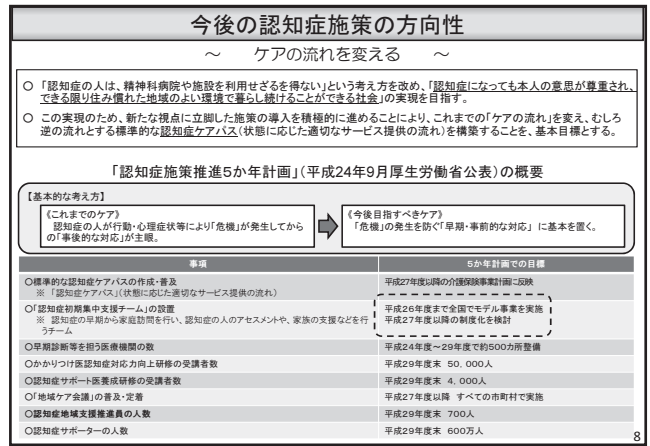 今後の認知症施策の方向性
～　ケアの流れを変える　～
○ 「認知症の人は、精神科病院や施設を利用せざるを得ない」という考え方を改め、「認知症になっても本人の意思が尊重され、
できる限り住み慣れた地域のよい環境で暮らし続けることができる社会」の実現を目指す。
○ この実現のため、新たな視点に立脚した施策の導入を積極的に進めることにより、これまでの「ケアの流れ」を変え、むしろ
逆の流れとする標準的な認知症ケアパス(状態に応じた適切なサービス提供の流れ)を構築することを、基本目標とする。
「認知症施策推進5か年計画」(平成24年9月厚生労働省公表)の概要
【基本的な考え方】
《これまでのケア》
認知症の人が行動・心理症状等により「危機」が発生してから
の「事後的な対応」が主眼。
《今後目指すべきケア》
「危機」の発生を防ぐ「早期・事前的な対応」に基本を置く。
事項 5か年計画での目標
○標準的な認知症ケアパスの作成・普及 平成27年度以降の介護保険事業計画に反映
※ 「認知症ケアパス」(状態に応じた適切なサービス提供の流れ)
○「認知症初期集中支援チーム」の設置 平成26年度まで全国でモデル事業を実施
※ 認知症の早期から家庭訪問を行い、認知症の人のアセスメントや、家族の支援などを行 平成27年度以降の制度化を検討
うチーム
○早期診断等を担う医療機関の数 平成24年度～29年度で約500カ所整備
○かかりつけ医認知症対応力向上研修の受講者数 平成29年度末 50,000人
○認知症サポート医養成研修の受講者数 平成29年度末 4,000人
○「地域ケア会議」の普及・定着 平成27年度以降 すべての市町村で実施
○認知症地域支援推進員の人数 平成29年度末 700人
○認知症サポーターの人数 平成29年度末 600万人
8